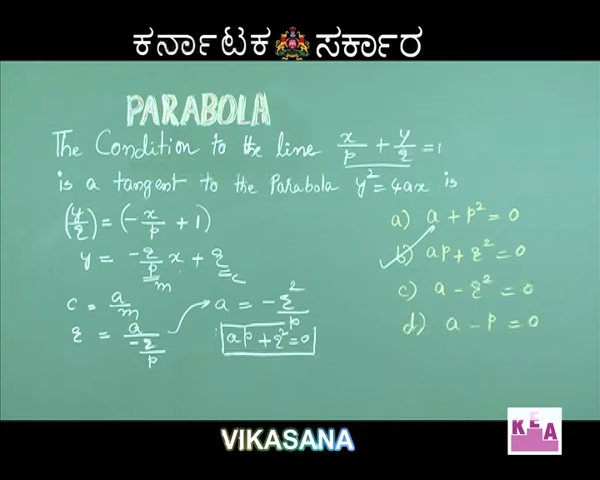 ಕರ್ನಾಟಕ ಸರ್ಕಾರ
PARABOLA
The Condition to the line x/p + y/q = 1
is a tangent to the Parabola y² = 4ax is
(y/q) = (-x/p + 1)
y = -q/p x + q
m
c
c = a/m
q = a/(-q/p)
a = -q²/p
ap + q² = 0
a) a + p² = 0
b) ap + q² = 0
c) a - q² = 0
d) a - p = 0
KEA
VIKASANA